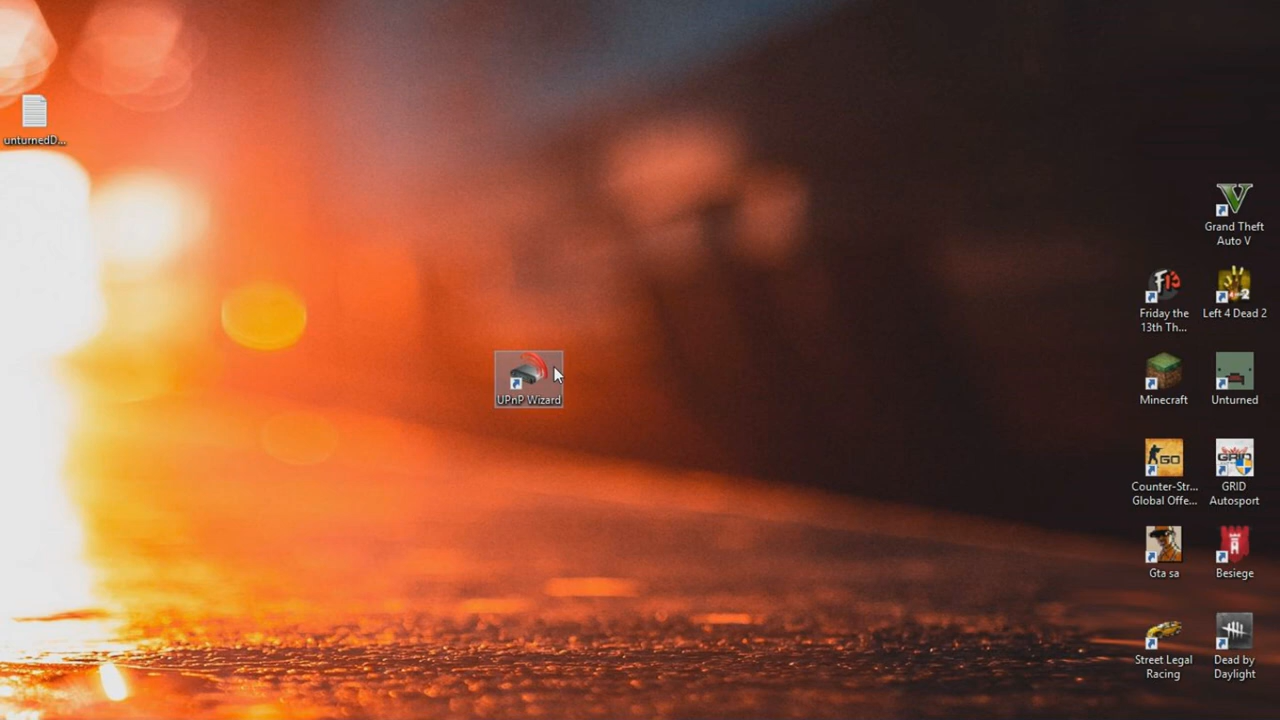 unturnedD...
UPnP Wizard
Grand Theft
Auto V
Friday the
13th Th...
Left 4 Dead 2
Minecraft
Unturned
Counter-Str...
Global Offe...
GRID
Autosport
Gta sa
Besiege
Street Legal
Racing
Dead by
Daylight